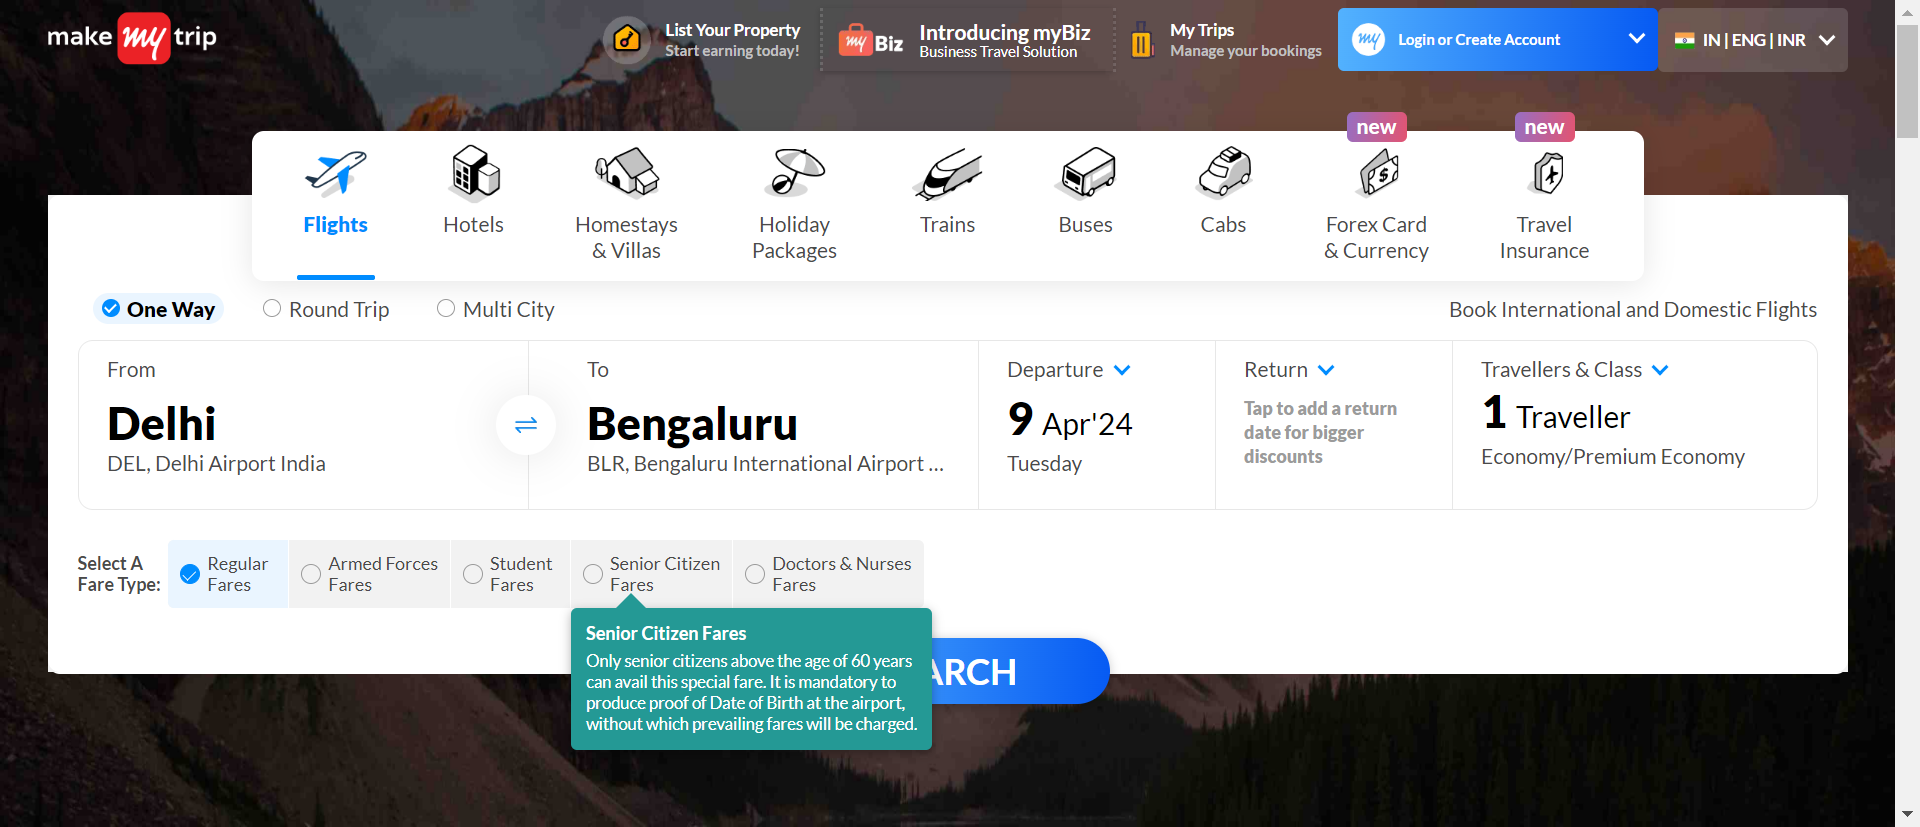 make my trip
List Your Property
Start earning today!
my Biz
Introducing myBiz
Business Travel Solution
My Trips
Manage your bookings
my
Login or Create Account
IN | ENG | INR
new
new
Flights
Hotels
Homestays
& Villas
Holiday
Packages
Trains
Buses
Cabs
Forex Card
& Currency
Travel
Insurance
One Way
Round Trip
Multi City
Book International and Domestic Flights
From
Delhi
DEL, Delhi Airport India
To
Bengaluru
BLR, Bengaluru International Airport ...
Departure
9 Apr'24
Tuesday
Return
Tap to add a return
date for bigger
discounts
Travellers & Class
1 Traveller
Economy/Premium Economy
Select A
Fare Type:
Regular
Fares
Armed Forces
Fares
Student
Fares
Senior Citizen
Fares
Doctors & Nurses
Fares
Senior Citizen Fares
Only senior citizens above the age of 60 years
can avail this special fare. It is mandatory to
produce proof of Date of Birth at the airport,
without which prevailing fares will be charged.
ARCH